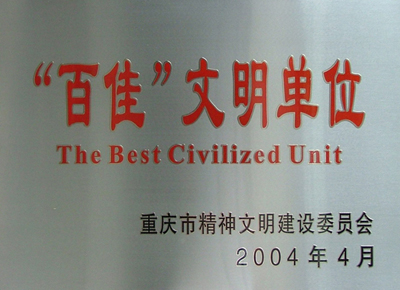 “百佳”文明单位
The Best Civilized Unit
重庆市精神文明建设委员会
2004年4月